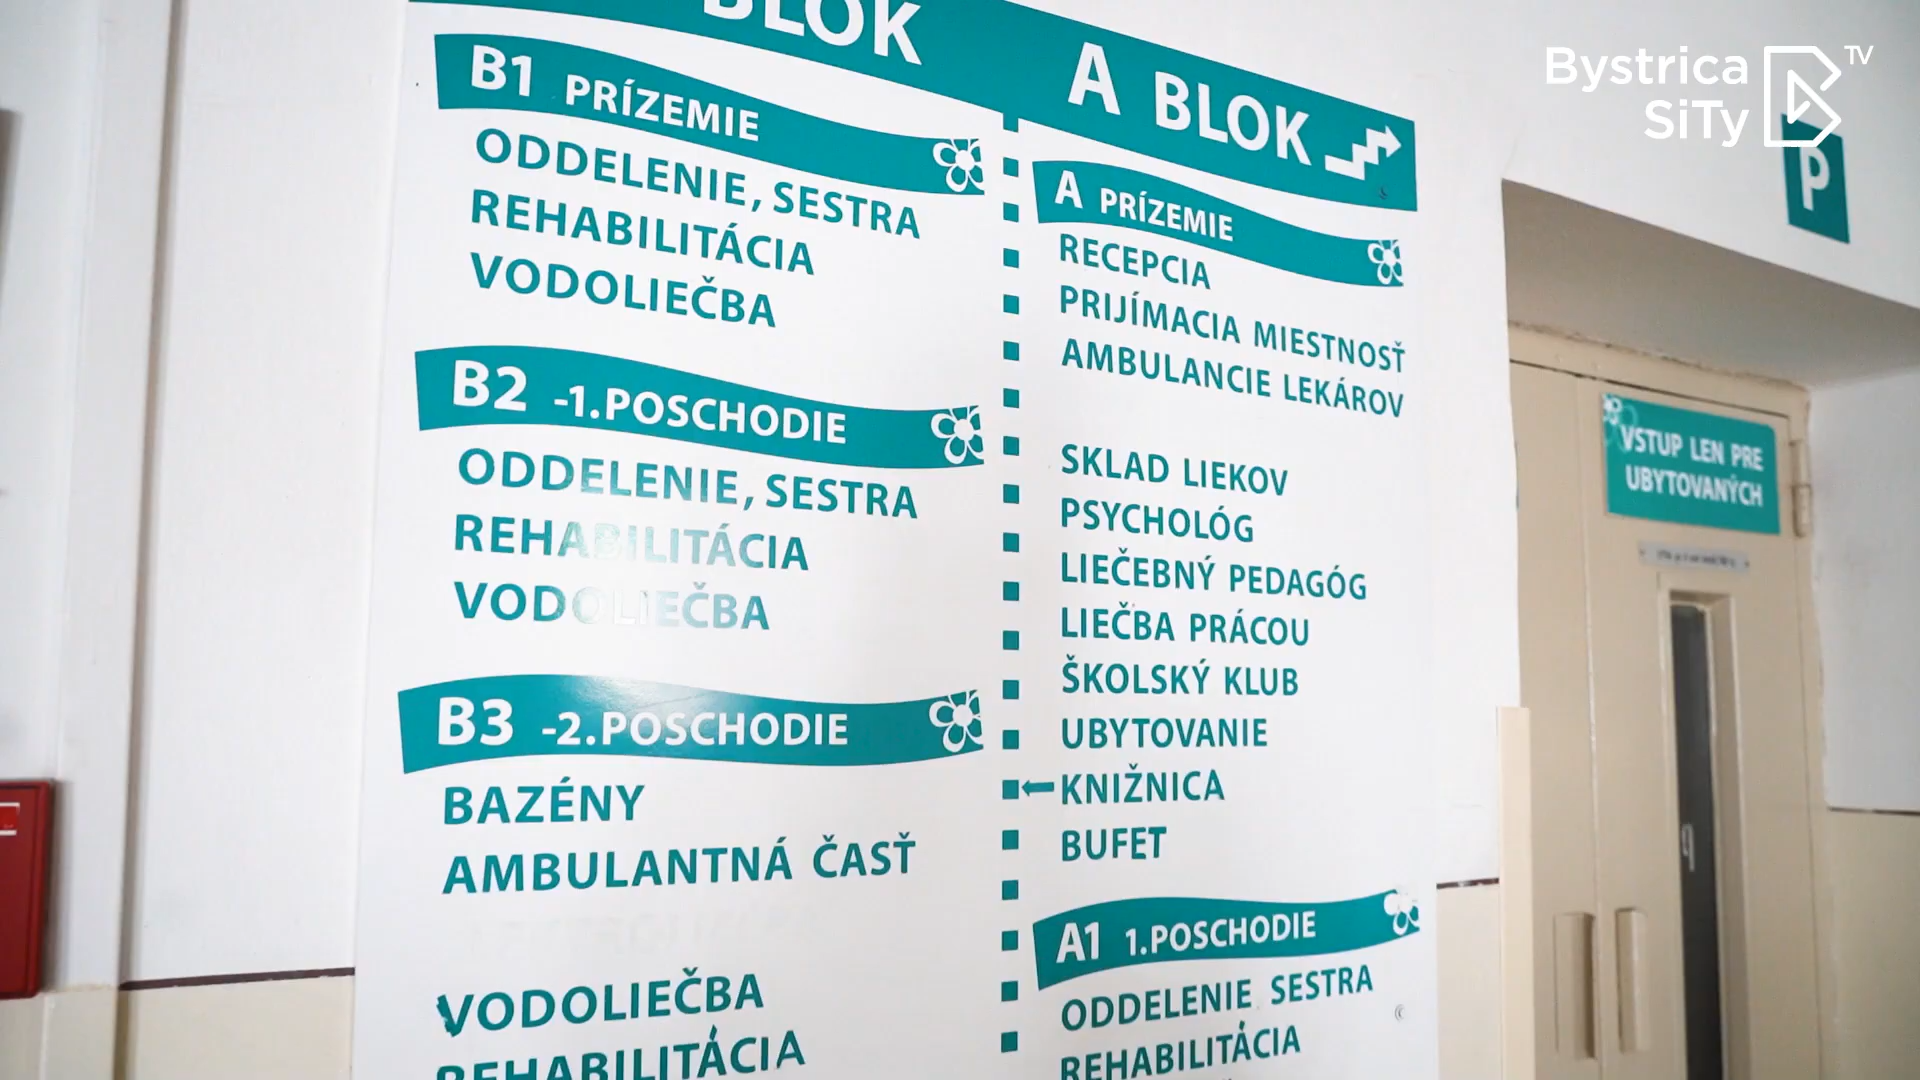 BLOK
B1 PRÍZEMIE
ODDELENIE, SESTRA
REHABILITÁCIA
VODOLIEČBA
B2 -1.POSCHODIE
ODDELENIE, SESTRA
REHABILITÁCIA
VODOLIEČBA
B3 -2.POSCHODIE
BAZÉNY
AMBULANTNÁ ČASŤ
VODOLIEČBA
REHABILITÁCIA
A BLOK
A PRÍZEMIE
RECEPCIA
PRIJÍMACIA MIESTNOSŤ
AMBULANCIE LEKÁROV
SKLAD LIEKOV
PSYCHOLÓG
LIEČEBNÝ PEDAGÓG
LIEČBA PRÁCOU
ŠKOLSKÝ KLUB
UBYTOVANIE
KNIŽNICA
BUFET
A1 1.POSCHODIE
ODDELENIE SESTRA
REHABILITÁCIA
Bystrica
SiTy
TV
P
VSTUP LEN PRE
UBYTOVANÝCH